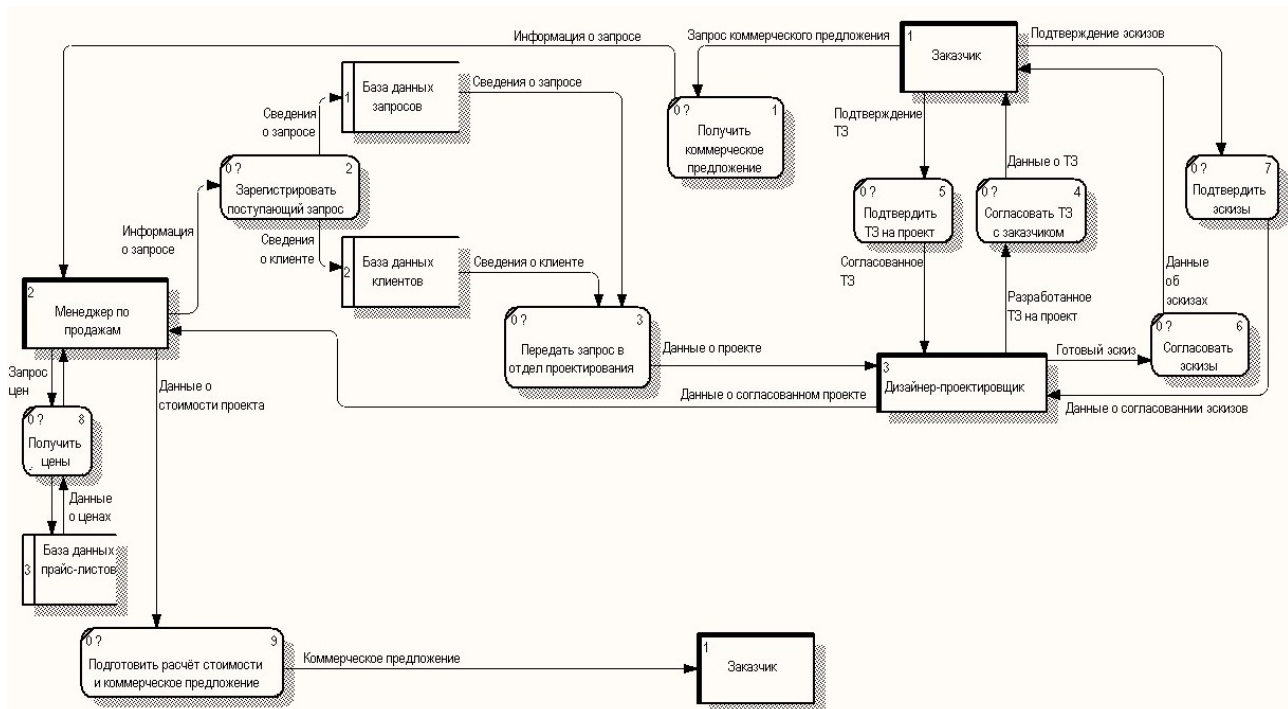 Информация о запросе
Запрос коммерческого предложения
1
Заказчик
Подтверждение эскизов
1
База данных
запросов
Сведения о запросе
Сведения
о запросе
0 ?
1
Получить
коммерческое
предложение
Подтверждение
ТЗ
Данные о ТЗ
0 ?
2
Зарегистрировать
поступающий запрос
0 ?
5
Подтвердить
ТЗ на проект
0 ?
4
Согласовать ТЗ
с заказчиком
0 ?
7
Подтвердить
эскизы
Информация
о запросе
Сведения
о клиенте
2
База данных
клиентов
Сведения о клиенте
Согласованное
ТЗ
Разработанное
ТЗ на проект
Данные
об
эскизах
2
Менеджер по
продажам
0 ?
3
Передать запрос в
отдел проектирования
Данные о проекте
3
Дизайнер-проектировщик
Готовый эскиз
0 ?
6
Согласовать
эскизы
Запрос
цен
Данные о
стоимости проекта
Данные о согласованном проекте
Данные о согласовании эскизов
0 ?
8
Получить
цены
Данные
о ценах
3
База данных
прайс-листов
0 ?
9
Подготовить расчёт стоимости
и коммерческое предложение
Коммерческое предложение
1
Заказчик